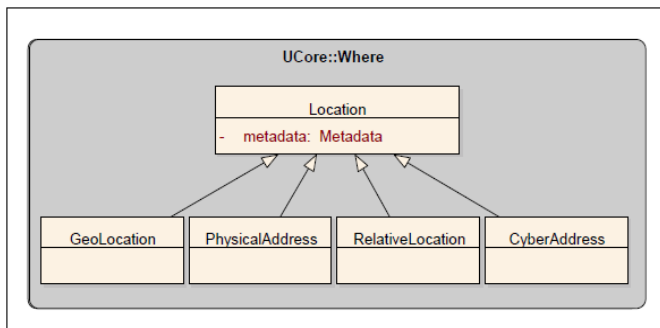 UCore::Where
Location
- metadata: Metadata
GeoLocation
PhysicalAddress
RelativeLocation
CyberAddress